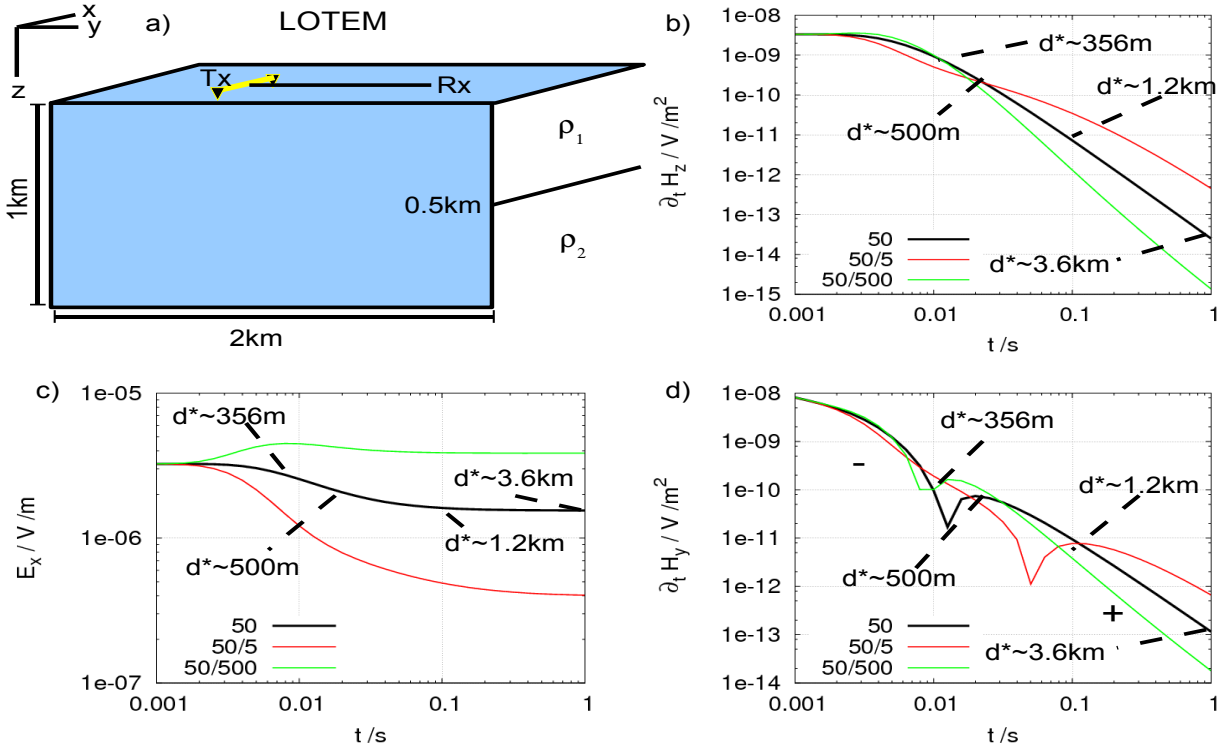 x
y
z
a)
LOTEM
Tx
Rx
ρ1
ρ2
0.5km
1km
2km
b)
∂t Hz / V /m²
1e-08
1e-09
1e-10
1e-11
1e-12
1e-13
1e-14
1e-15
0.001
0.01
0.1
1
t /s
d*~356m
d*~1.2km
d*~500m
d*~3.6km
50
50/5
50/500
c)
Ex / V /m
1e-05
1e-06
1e-07
0.001
0.01
0.1
1
t /s
d*~356m
d*~3.6km
d*~1.2km
d*~500m
50
50/5
50/500
d)
∂t Hy / V /m²
1e-08
1e-09
1e-10
1e-11
1e-12
1e-13
1e-14
0.001
0.01
0.1
1
t /s
d*~356m
-
d*~1.2km
d*~500m
+
d*~3.6km
50
50/5
50/500